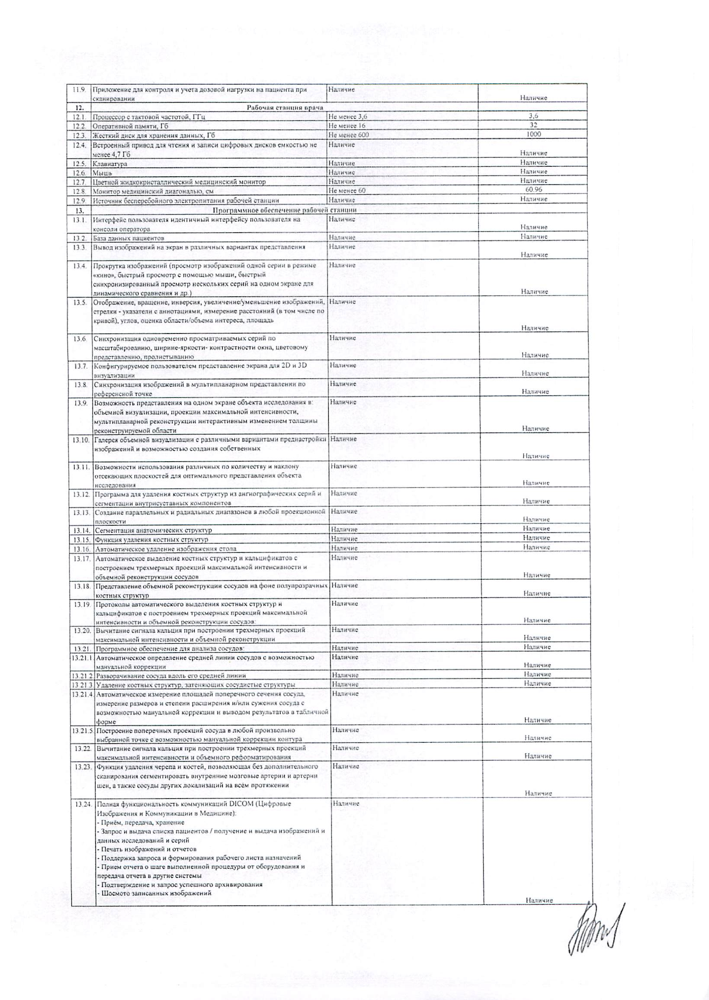 11.9. Приложение для контроля и учета дозовой нагрузки на пациента при Наличие
сканировании Наличие
12. Рабочая станция врача
12.1. Процессор с тактовой частотой, ГГц Не менее 3,6 3,6
12.2. Оперативной памяти, Гб Не менее 16 32
12.3. Жесткий диск для хранения данных, Гб Не менее 600 1000
12.4. Встроенный привод для чтения и записи цифровых дисков емкостью не Наличие
менее 4,7 Гб Наличие
12.5. Клавиатура Наличие Наличие
12.6. Мышь Наличие Наличие
12.7. Цветной жидкокристаллический медицинский монитор Наличие Наличие
12.8. Монитор медицинский диагональю, см Не менее 60 60.96
12.9. Источник бесперебойного электропитания рабочей станции Наличие Наличие
13. Программное обеспечение рабочей станции
13.1. Интерфейс пользователя идентичный интерфейсу пользователя на Наличие
консоли оператора Наличие
13.2. База данных пациентов Наличие Наличие
13.3. Вывод изображений на экран в различных вариантах представления Наличие
Наличие
13.4. Прокрутка изображений (просмотр изображений одной серии в режиме Наличие
«кино», быстрый просмотр с помощью мыши, быстрый
синхронизированный просмотр нескольких серий на одном экране для
динамического сравнения и др.) Наличие
13.5. Отображение, вращение, инверсия, увеличение/уменьшение изображений, Наличие
стрелки - указатели с аннотациями, измерение расстояний (в том числе по
кривой), углов, оценка области/объема интереса, площадь
Наличие
13.6. Синхронизация одновременно просматриваемых серий по Наличие
масштабированию, ширине-яркости- контрастности окна, цветовому
представлению, пролистыванию Наличие
13.7. Конфигурируемое пользователем представление экрана для 2D и 3D Наличие
визуализации Наличие
13.8. Синхронизация изображений в мультипланарном представлении по Наличие
референсной точке Наличие
13.9. Возможность представления на одном экране объекта исследования в: Наличие
объемной визуализации, проекции максимальной интенсивности,
мультипланарной реконструкции интерактивным изменением толщины
реконструируемой области Наличие
13.10. Галерея объемной визуализации с различными вариантами преднастройки Наличие
изображений и возможностью создания собственных
Наличие
13.11. Возможности использования различных по количеству и наклону Наличие
отсекающих плоскостей для оптимального представления объекта
исследования Наличие
13.12. Программа для удаления костных структур из ангиографических серий и Наличие
сегментации внутрисуставных компонентов Наличие
13.13. Создание параллельных и радиальных диапазонов в любой проекционной Наличие
плоскости Наличие
13.14. Сегментация анатомических структур Наличие Наличие
13.15. Функция удаления костных структур Наличие Наличие
13.16. Автоматическое удаление изображения стола Наличие Наличие
13.17. Автоматическое выделение костных структур и кальцификатов с Наличие
построением трехмерных проекций максимальной интенсивности и
объемной реконструкции сосудов Наличие
13.18. Представление объемной реконструкции сосудов на фоне полупрозрачных Наличие
костных структур Наличие
13.19. Протоколы автоматического выделения костных структур и Наличие
кальцификатов с построением трехмерных проекций максимальной
интенсивности и объемной реконструкции сосудов: Наличие
13.20. Вычитание сигнала кальция при построении трехмерных проекций Наличие
максимальной интенсивности и объемной реконструкции Наличие
13.21. Программное обеспечение для анализа сосудов: Наличие Наличие
13.21.1. Автоматическое определение средней линии сосудов с возможностью Наличие
мануальной коррекции Наличие
13.21.2. Разворачивание сосуда вдоль его средней линии Наличие Наличие
13.21.3. Удаление костных структур, затеняющих сосудистые структуры Наличие Наличие
13.21.4. Автоматическое измерение площадей поперечного сечения сосуда, Наличие
измерение размеров и степени расширения и/или сужения сосуда с
возможностью мануальной коррекции и выводом результатов в табличной
форме Наличие
13.21.5. Построение поперечных проекций сосуда в любой произвольно Наличие
выбранной точке с возможностью мануальной коррекции контура Наличие
13.22. Вычитание сигнала кальция при построении трехмерных проекций Наличие
максимальной интенсивности и объемного реформатирования Наличие
13.23. Функция удаления черепа и костей, позволяющая без дополнительного Наличие
сканирования сегментировать внутренние мозговые артерии и артерии
шеи, а также сосуды других локализаций на всём протяжении
Наличие
13.24. Полная функциональность коммуникаций DICOM (Цифровые Наличие
Изображения и Коммуникации в Медицине):
- Приём, передача, хранение
- Запрос и выдача списка пациентов / получение и выдача изображений и
данных исследований и серий
- Печать изображений и отчетов
- Поддержка запроса и формирования рабочего листа назначений
- Прием отчета о шаге выполненной процедуры от оборудования и
передача отчета в другие системы
- Подтверждение и запрос успешного архивирования
- Шосмото записанных изображений
Наличие